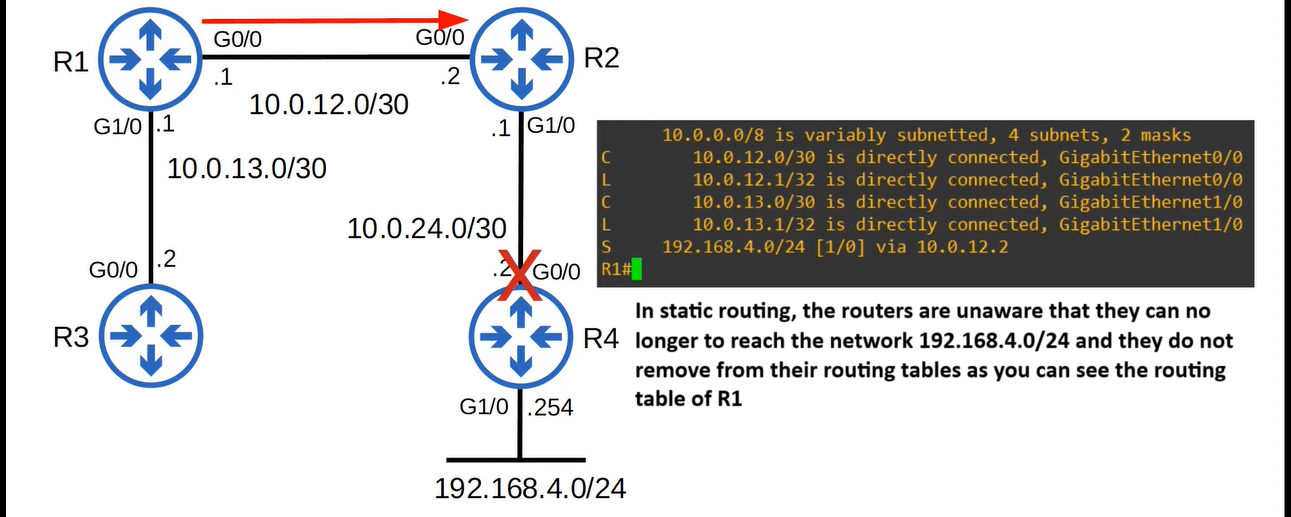 R1
G0/0
G0/0
R2
.1
.2
10.0.12.0/30
G1/0
.1
.1
G1/0
10.0.13.0/30
10.0.24.0/30
.2
G0/0
.2
G0/0
R3
R4
G1/0
.254
192.168.4.0/24
10.0.0.0/8 is variably subnetted, 4 subnets, 2 masks
C 10.0.12.0/30 is directly connected, GigabitEthernet0/0
L 10.0.12.1/32 is directly connected, GigabitEthernet0/0
C 10.0.13.0/30 is directly connected, GigabitEthernet1/0
L 10.0.13.1/32 is directly connected, GigabitEthernet1/0
S 192.168.4.0/24 [1/0] via 10.0.12.2
R1#
In static routing, the routers are unaware that they can no
longer to reach the network 192.168.4.0/24 and they do not
remove from their routing tables as you can see the routing
table of R1